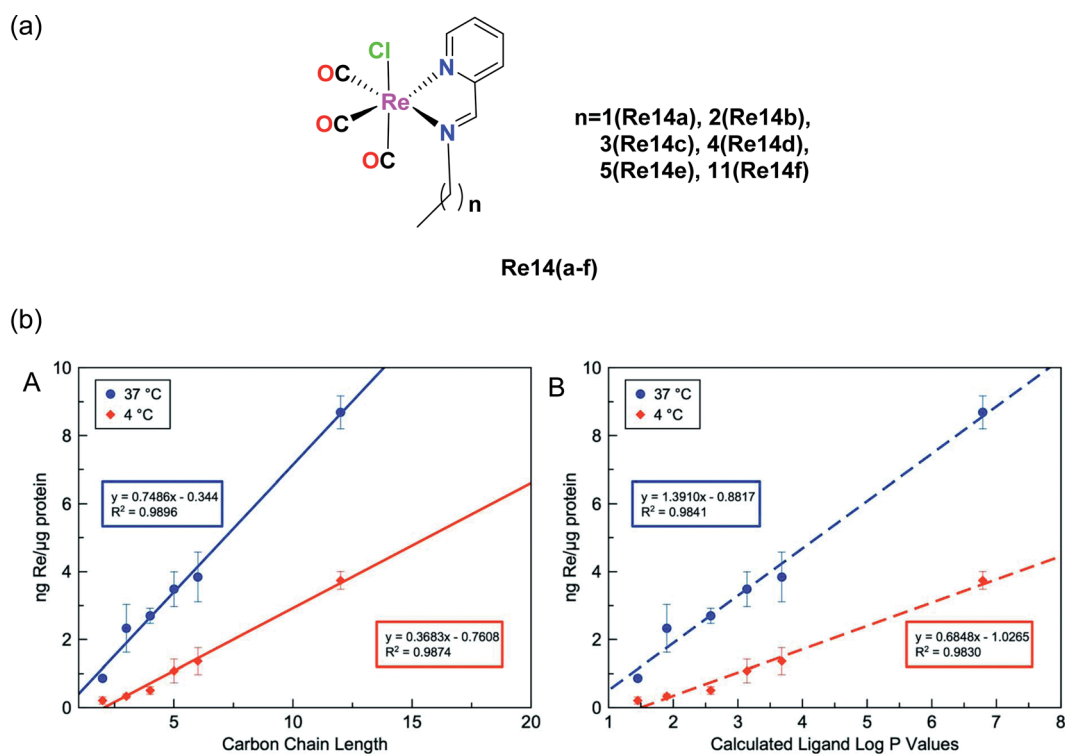 (a)
Cl
N
OC
Re
OC
N
OC
n
n=1(Re14a), 2(Re14b),
3(Re14c), 4(Re14d),
5(Re14e), 11(Re14f)
Re14(a-f)
(b)
A
37 °C
4 °C
y = 0.7486x - 0.344
R² = 0.9896
y = 0.3683x - 0.7608
R² = 0.9874
ng Re/µg protein
10
8
6
4
2
0
5
10
15
20
Carbon Chain Length
B
37 °C
4 °C
y = 1.3910x - 0.8817
R² = 0.9841
y = 0.6848x - 1.0265
R² = 0.9830
ng Re/µg protein
10
8
6
4
2
0
1
2
3
4
5
6
7
8
Calculated Ligand Log P Values